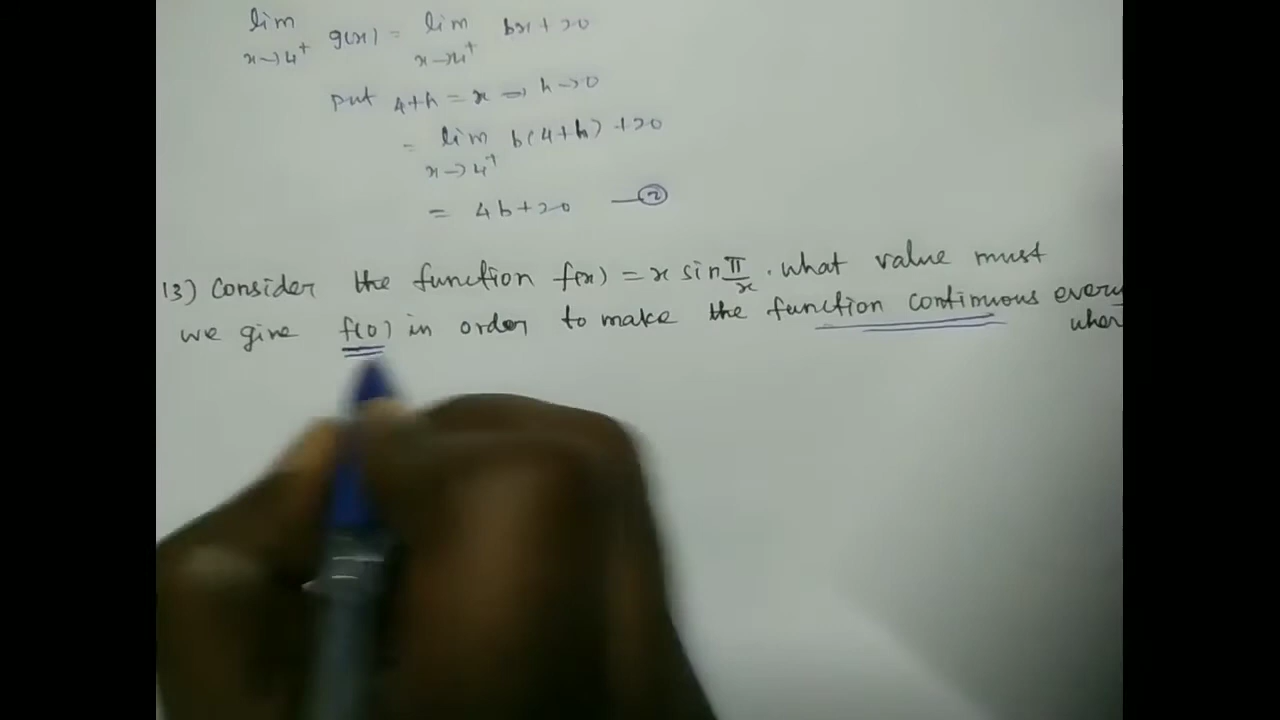 lim g(x) = lim bx + 20
x→4⁺ x→4⁺
put 4+h = x → h→0
= lim b(4+h) + 20
x→4⁺
= 4b+20 —②
13) Consider the function f(x) = x sin π/x . what value must
we give f(0) in order to make the function continuous every
wher